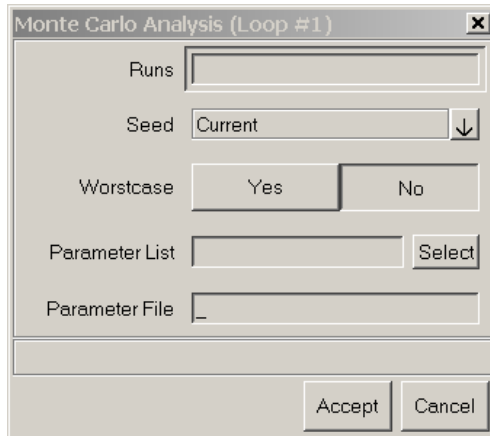 Monte Carlo Analysis (Loop #1)
Runs
Seed Current
Worstcase Yes No
Parameter List Select
Parameter File _
Accept Cancel